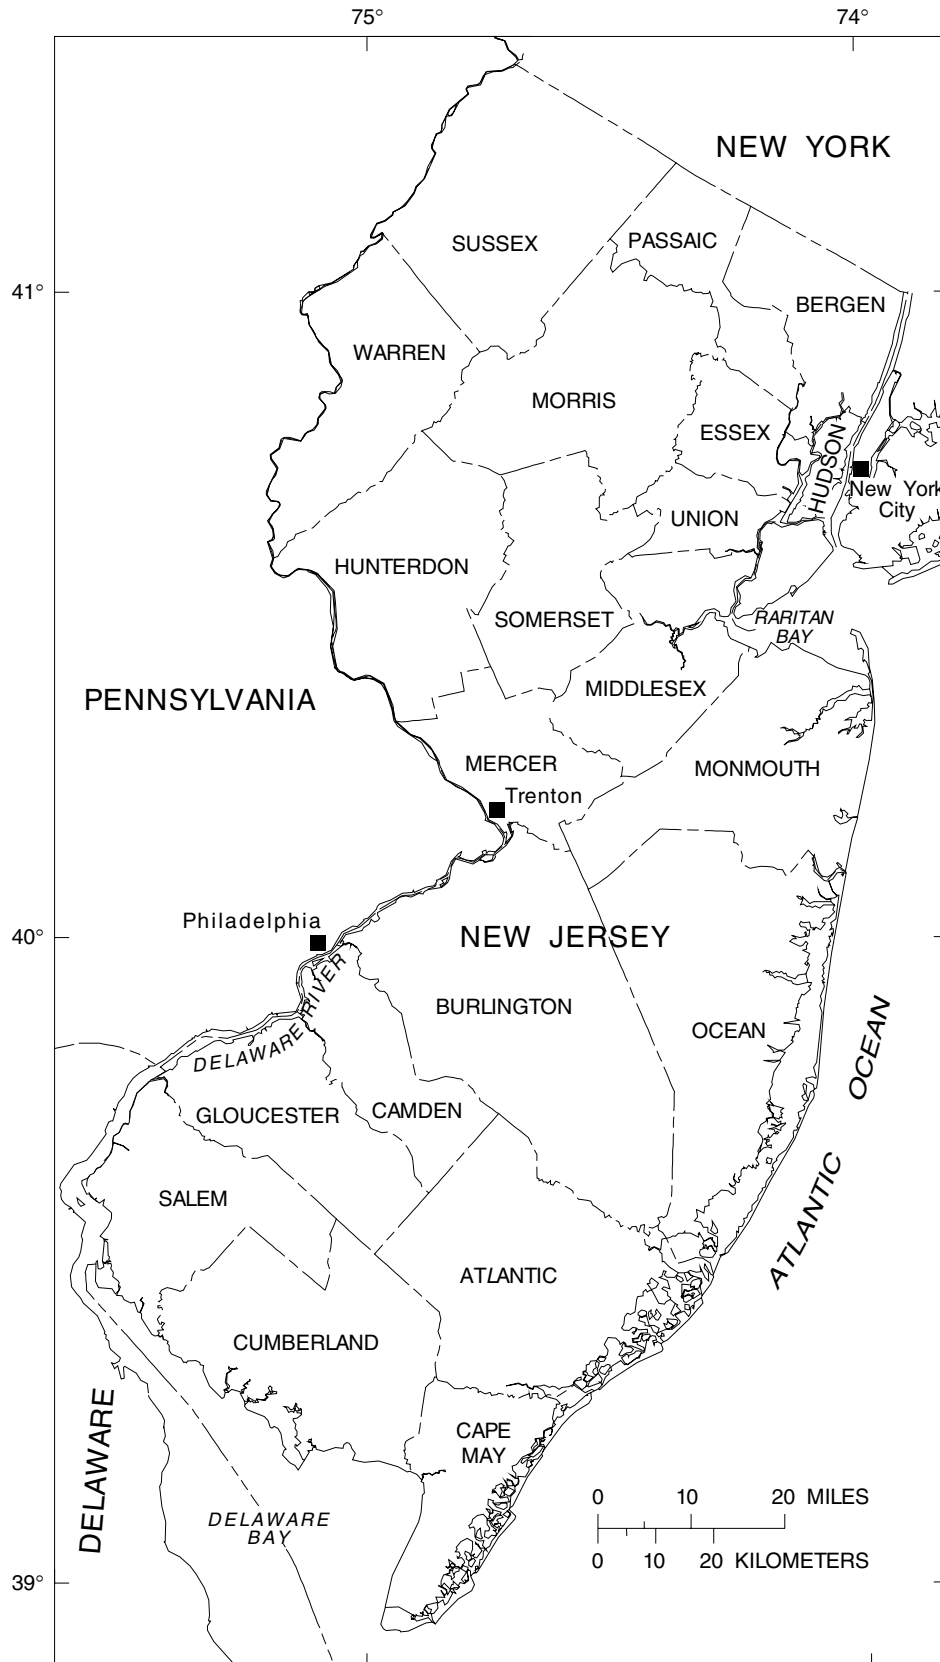 75° 74°
NEW YORK
SUSSEX
PASSAIC
41°
BERGEN
WARREN
MORRIS
ESSEX
HUDSON
New York
City
UNION
HUNTERDON
SOMERSET
RARITAN
BAY
MIDDLESEX
PENNSYLVANIA
MERCER
MONMOUTH
Trenton
Philadelphia
40°
NEW JERSEY
DELAWARE RIVER
BURLINGTON
OCEAN
ATLANTIC OCEAN
GLOUCESTER
CAMDEN
SALEM
ATLANTIC
CUMBERLAND
DELAWARE
CAPE
MAY
DELAWARE
BAY
0 10 20 MILES
0 10 20 KILOMETERS
39°